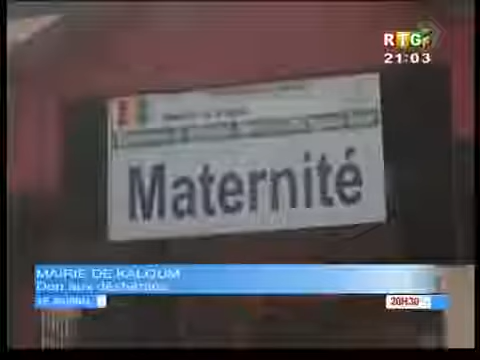 RTG
21:03
Maternité
MAIRIE DE KALOUM
Don aux déshérités
LE JOURNAL
20H30